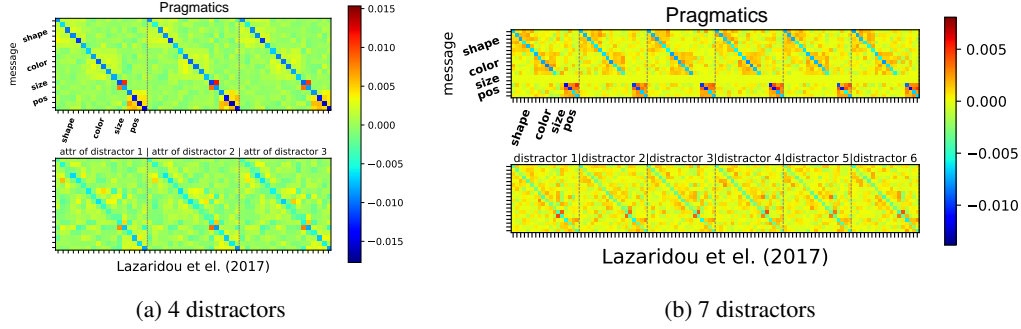 Pragmatics
message
shape
color
size
pos
shape
color
size
pos
attr of distractor 1 | attr of distractor 2 | attr of distractor 3
Lazaridou et el. (2017)
0.015
0.010
0.005
0.000
−0.005
−0.010
−0.015
(a) 4 distractors
Pragmatics
message
shape
color
size
pos
shape
color
size
pos
distractor 1|distractor 2|distractor 3|distractor 4|distractor 5|distractor 6
Lazaridou et el. (2017)
0.005
0.000
−0.005
−0.010
(b) 7 distractors